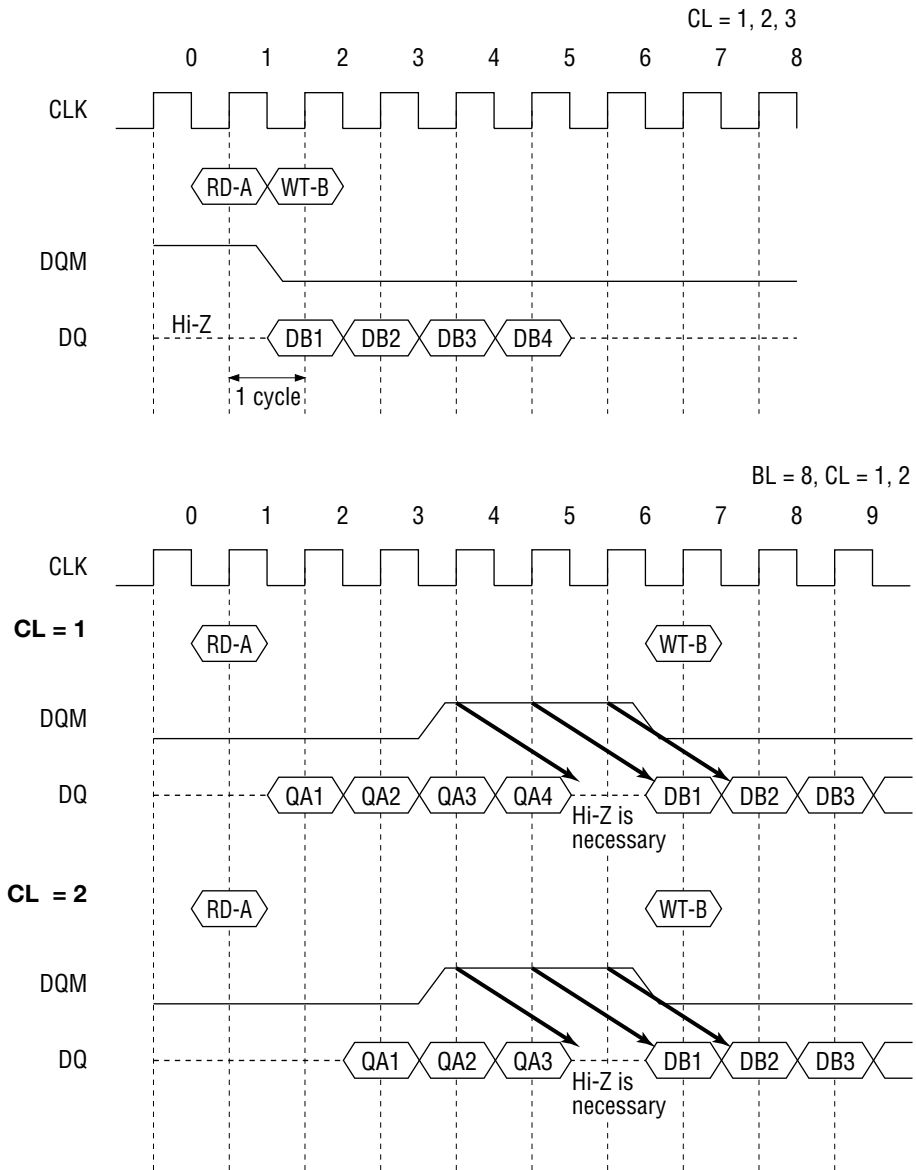 CL = 1, 2, 3
0 1 2 3 4 5 6 7 8
CLK
RD-A WT-B
DQM
Hi-Z
DQ DB1 DB2 DB3 DB4
1 cycle
BL = 8, CL = 1, 2
0 1 2 3 4 5 6 7 8 9
CLK
CL = 1
RD-A WT-B
DQM
DQ QA1 QA2 QA3 QA4 DB1 DB2 DB3
Hi-Z is
necessary
CL = 2
RD-A WT-B
DQM
DQ QA1 QA2 QA3 DB1 DB2 DB3
Hi-Z is
necessary